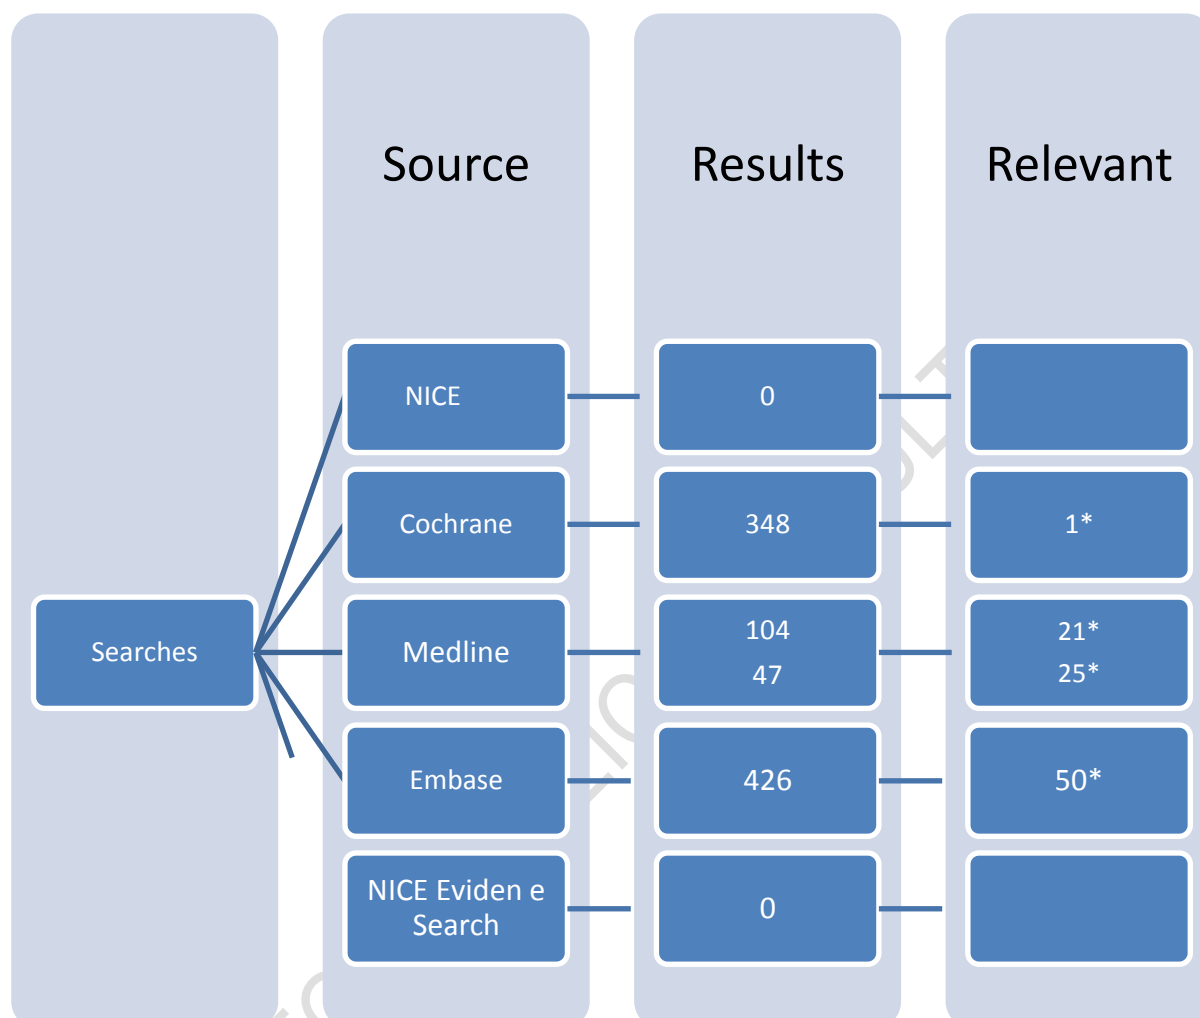 Source
Results
Relevant
NICE
0
Cochrane
348
1*
Searches
Medline
104
47
21*
25*
Embase
426
50*
NICE Eviden e
Search
0